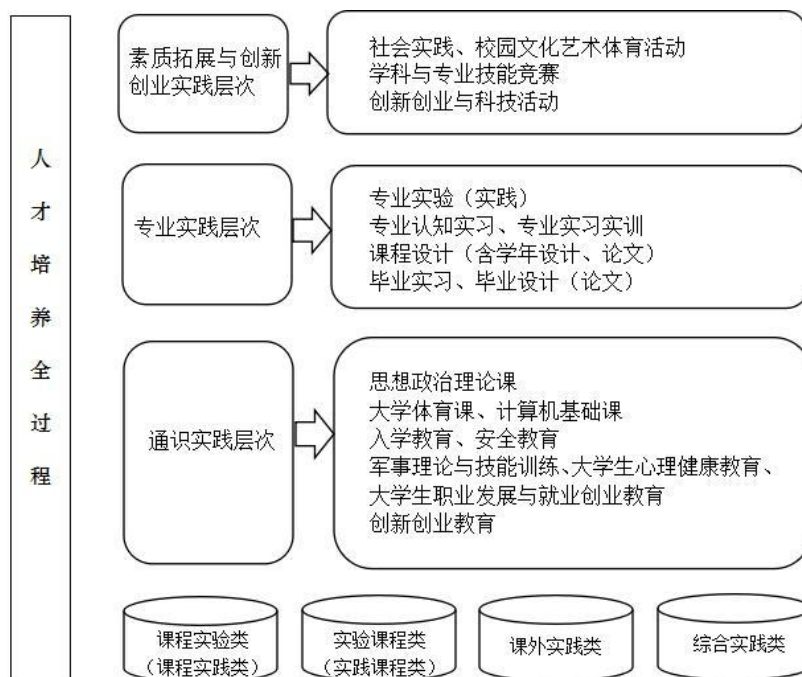 人才培养全过程
素质拓展与创新
创业实践层次
社会实践、校园文化艺术体育活动
学科与专业技能竞赛
创新创业与科技活动
专业实践层次
专业实验（实践）
专业认知实习、专业实习实训
课程设计（含学年设计、论文）
毕业实习、毕业设计（论文）
通识实践层次
思想政治理论课
大学体育课、计算机基础课
入学教育、安全教育
军事理论与技能训练、大学生心理健康教育、
大学生职业发展与就业创业教育
创新创业教育
课程实验类
（课程实践类）
实验课程类
（实践课程类）
课外实践类
综合实践类